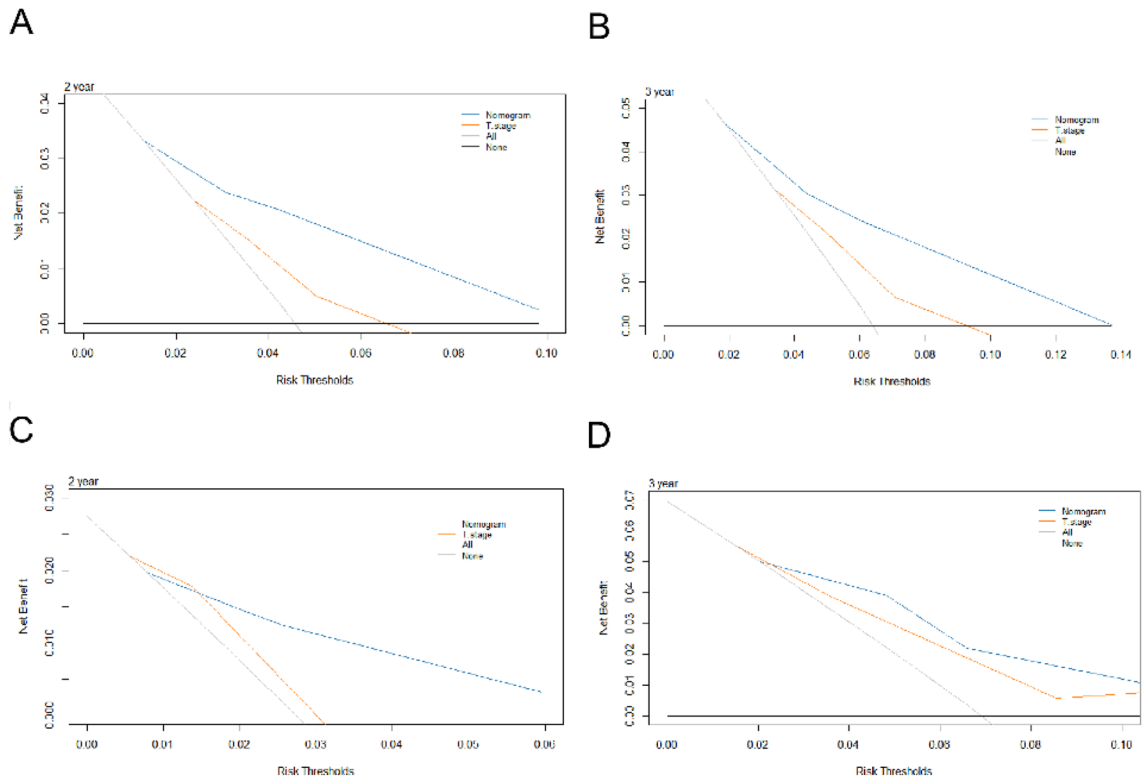 A
2 year
Nomogram
T.stage
All
None
0.04
0.03
0.02
0.01
0.00
Net Benefit
0.00 0.02 0.04 0.06 0.08 0.10
Risk Thresholds
B
3 year
Nomogram
T.stage
All
None
0.05
0.04
0.03
0.02
0.01
0.00
Net Benefit
0.00 0.02 0.04 0.06 0.08 0.10 0.12 0.14
Risk Thresholds
C
2 year
Nomogram
T.stage
All
None
0.030
0.020
0.010
0.000
Net Benefit
0.00 0.01 0.02 0.03 0.04 0.05 0.06
Risk Thresholds
D
3 year
Nomogram
T.stage
All
None
0.07
0.06
0.05
0.04
0.03
0.02
0.01
0.00
Net Benefit
0.00 0.02 0.04 0.06 0.08 0.10
Risk Thresholds